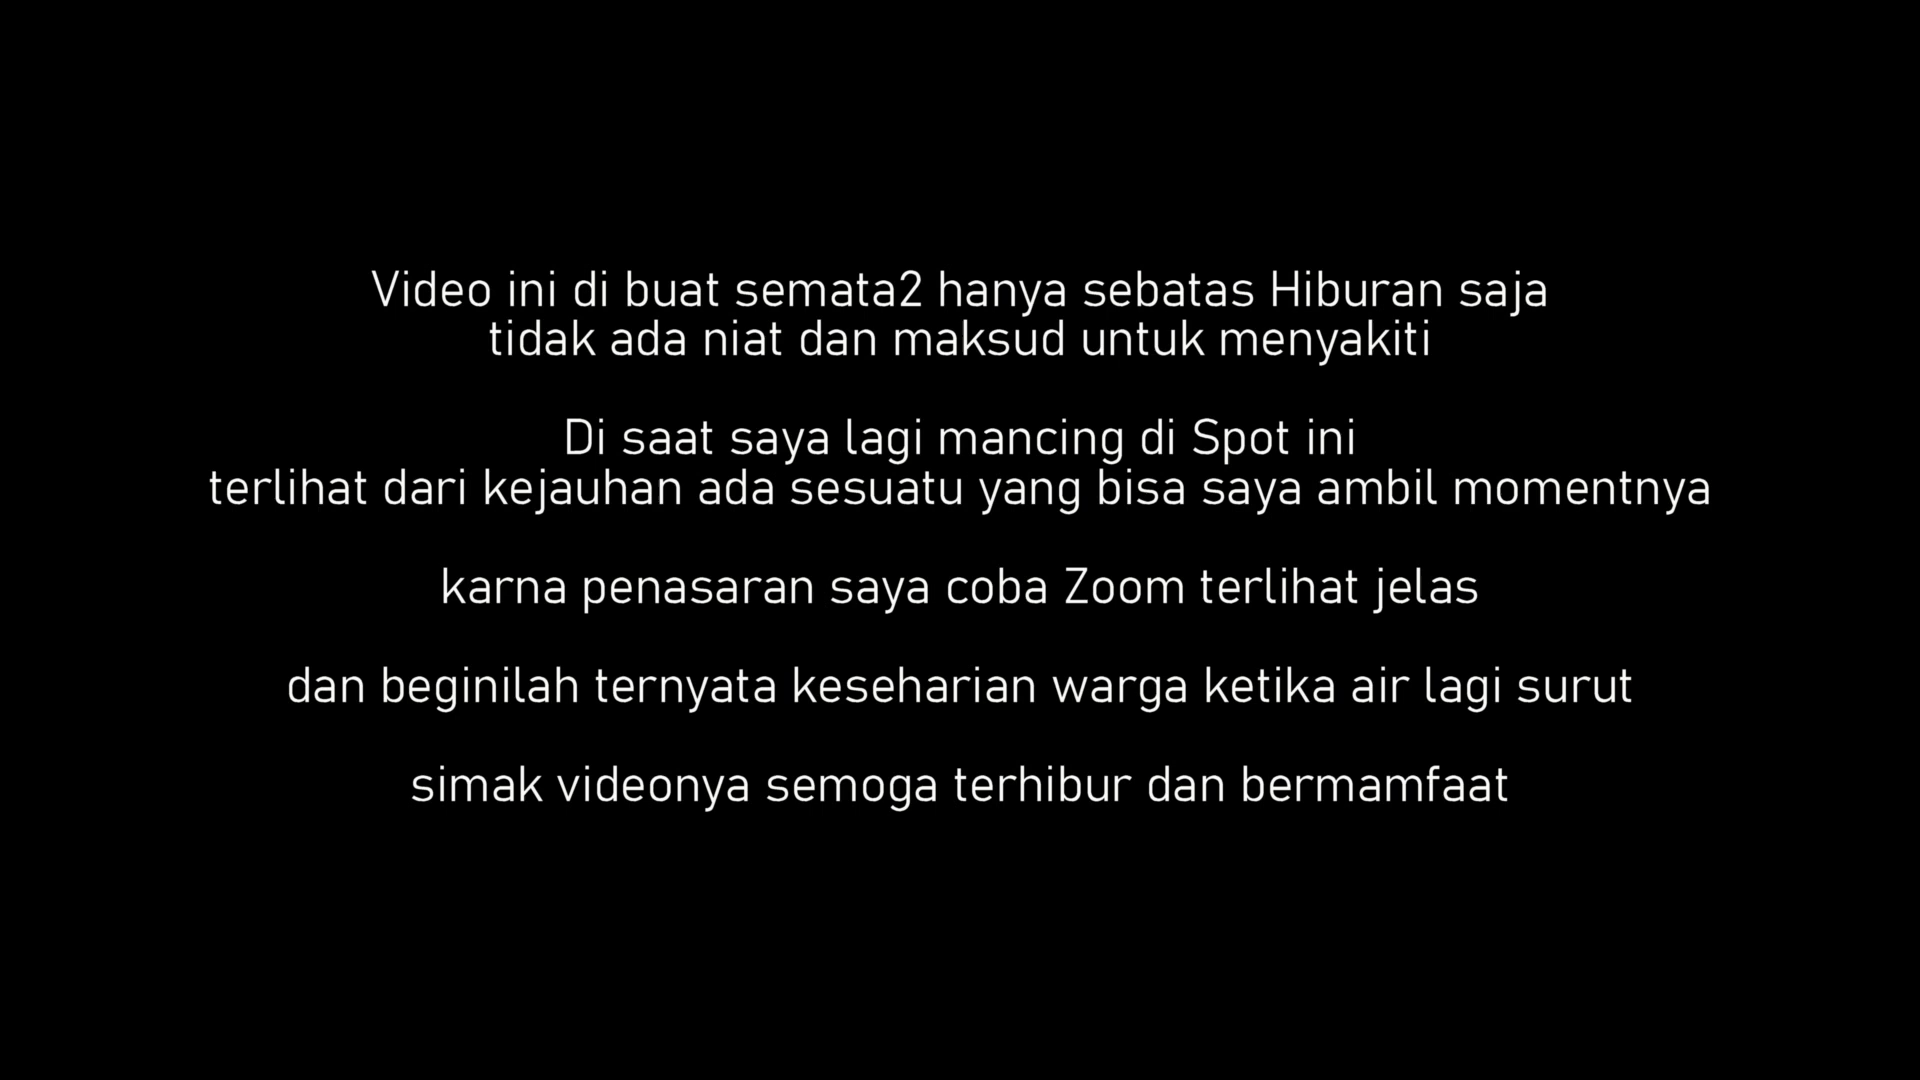 Video ini di buat semata2 hanya sebatas Hiburan saja
tidak ada niat dan maksud untuk menyakiti
Di saat saya lagi mancing di Spot ini
terlihat dari kejauhan ada sesuatu yang bisa saya ambil momentnya
karna penasaran saya coba Zoom terlihat jelas
dan beginilah ternyata keseharian warga ketika air lagi surut
simak videonya semoga terhibur dan bermamfaat